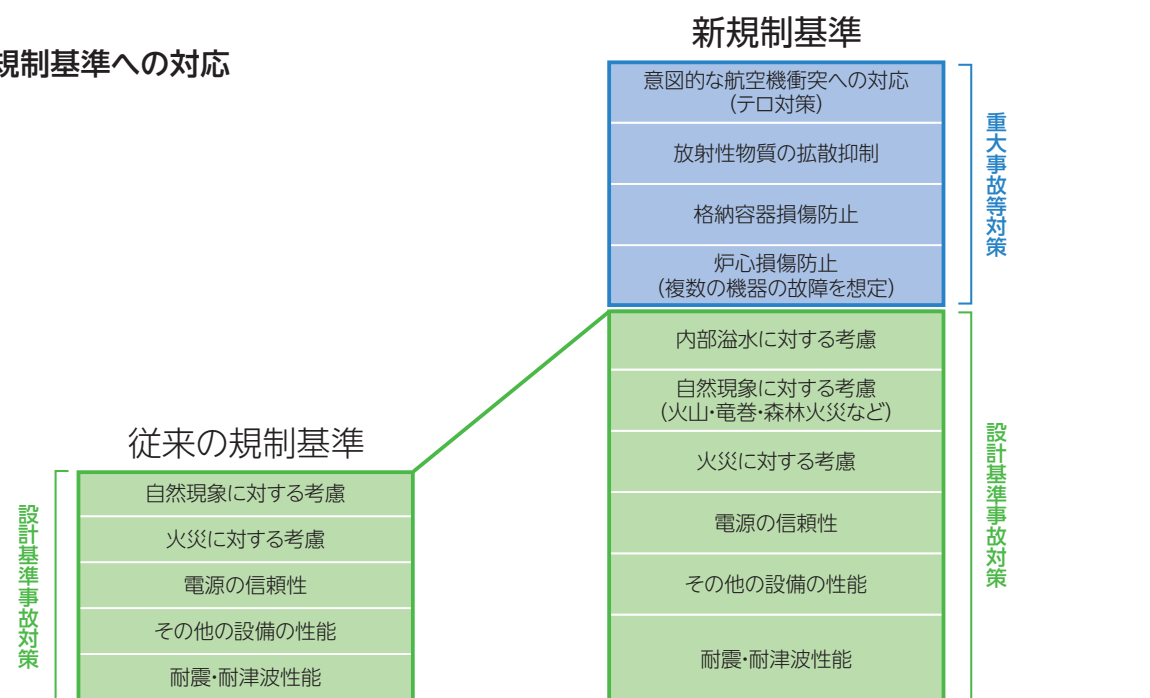 規制基準への対応
新規制基準
意図的な航空機衝突への対応
(テロ対策)
放射性物質の拡散抑制
格納容器損傷防止
炉心損傷防止
(複数の機器の故障を想定)
重大事故等対策
内部溢水に対する考慮
自然現象に対する考慮
(火山・竜巻・森林火災など)
火災に対する考慮
電源の信頼性
その他の設備の性能
耐震・耐津波性能
設計基準事故対策
従来の規制基準
自然現象に対する考慮
火災に対する考慮
電源の信頼性
その他の設備の性能
耐震・耐津波性能
設計基準事故対策